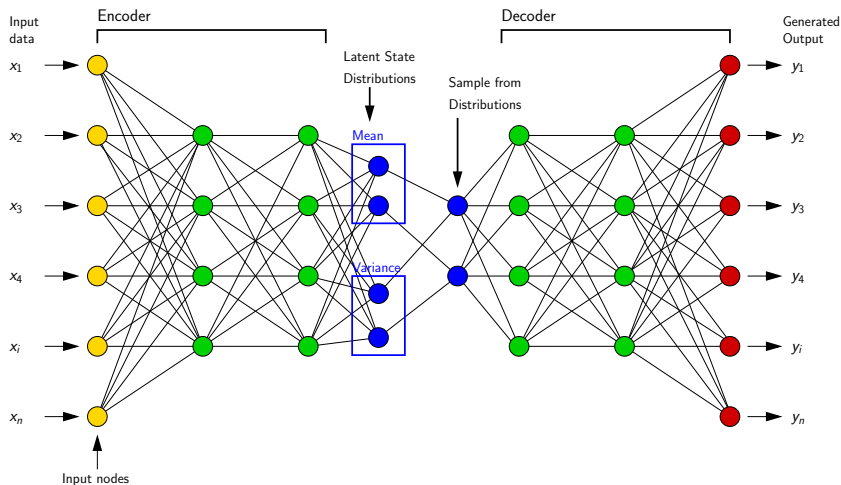 Input
data
Encoder
Decoder
Generated
Output
Latent State
Distributions
Sample from
Distributions
Mean
Variance
x1
x2
x3
x4
xi
xn
y1
y2
y3
y4
yi
yn
Input nodes